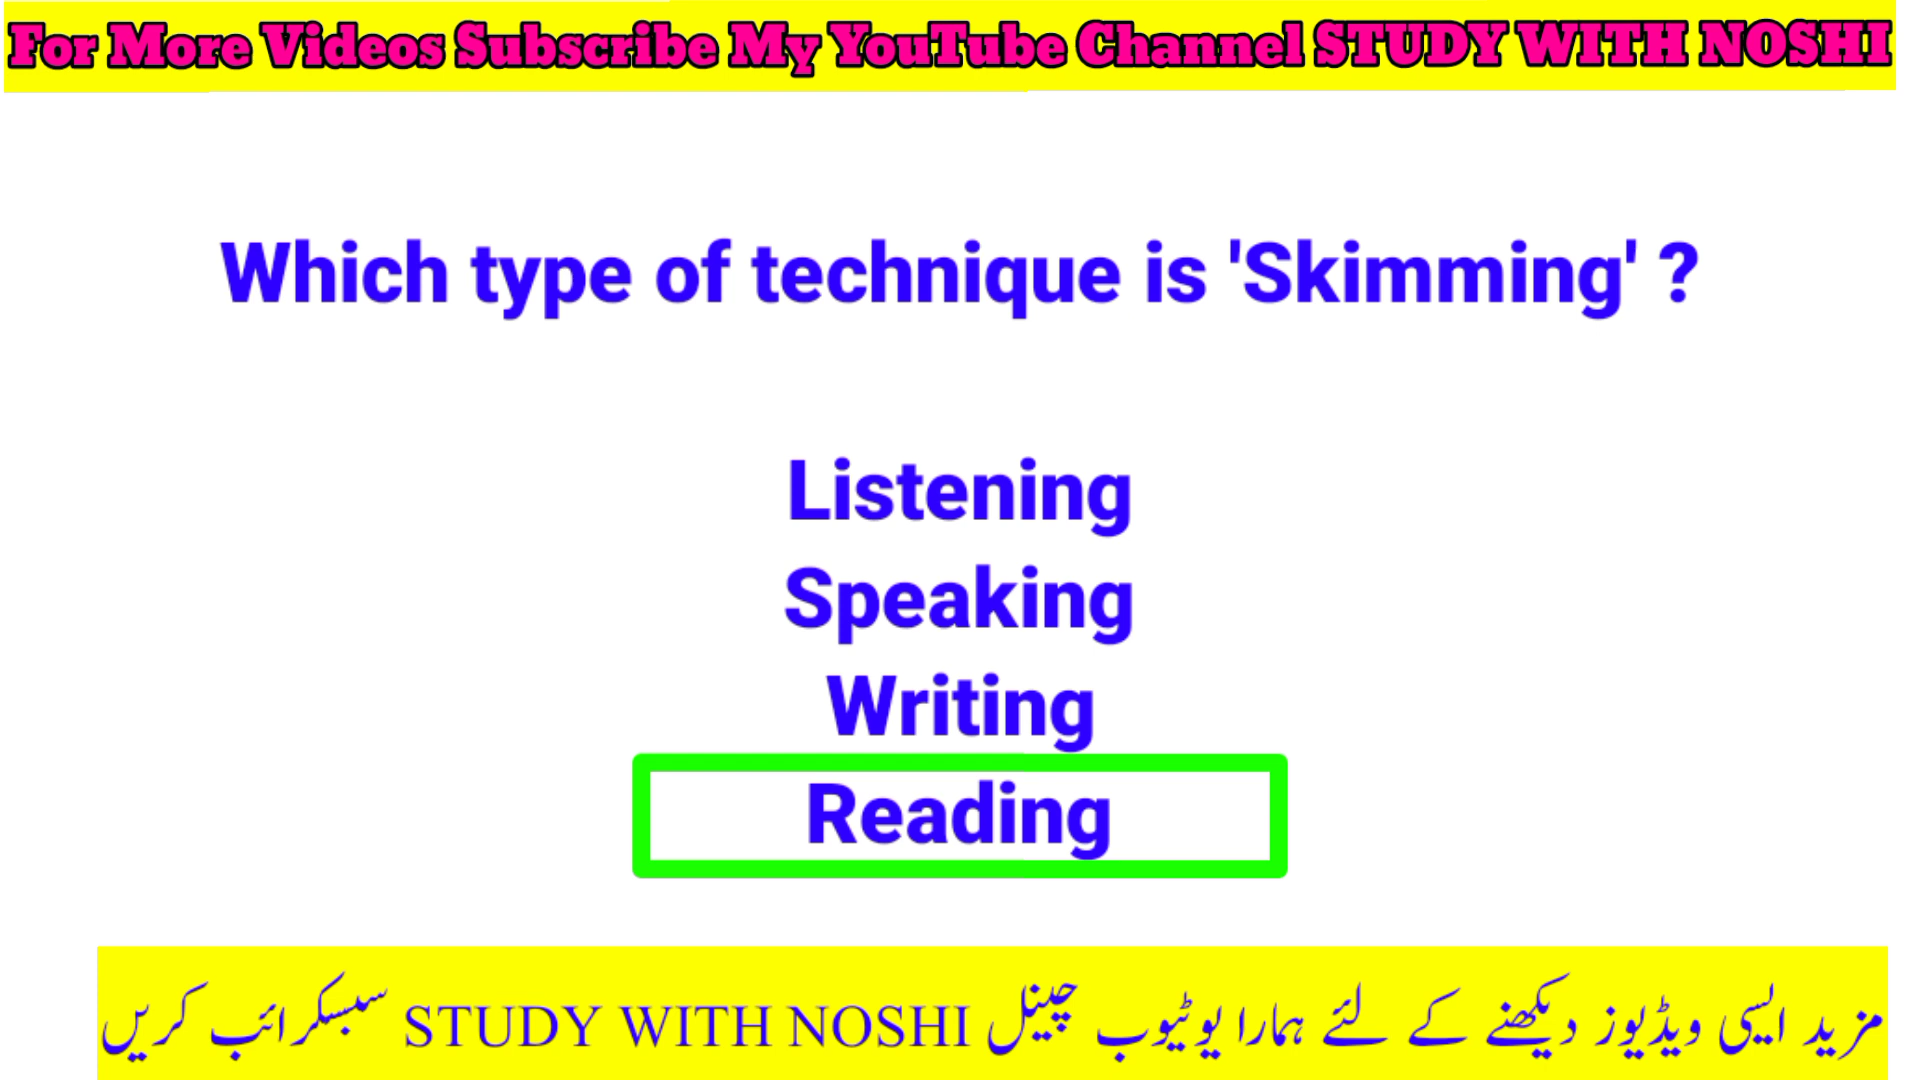 For More Videos Subscribe My YouTube Channel STUDY WITH NOSHI
Which type of technique is 'Skimming' ?
Listening
Speaking
Writing
Reading
مزید ایسی ویڈیوز دیکھنے کے لئے ہمارا یوٹیوب چینل STUDY WITH NOSHI سبسکرائب کریں